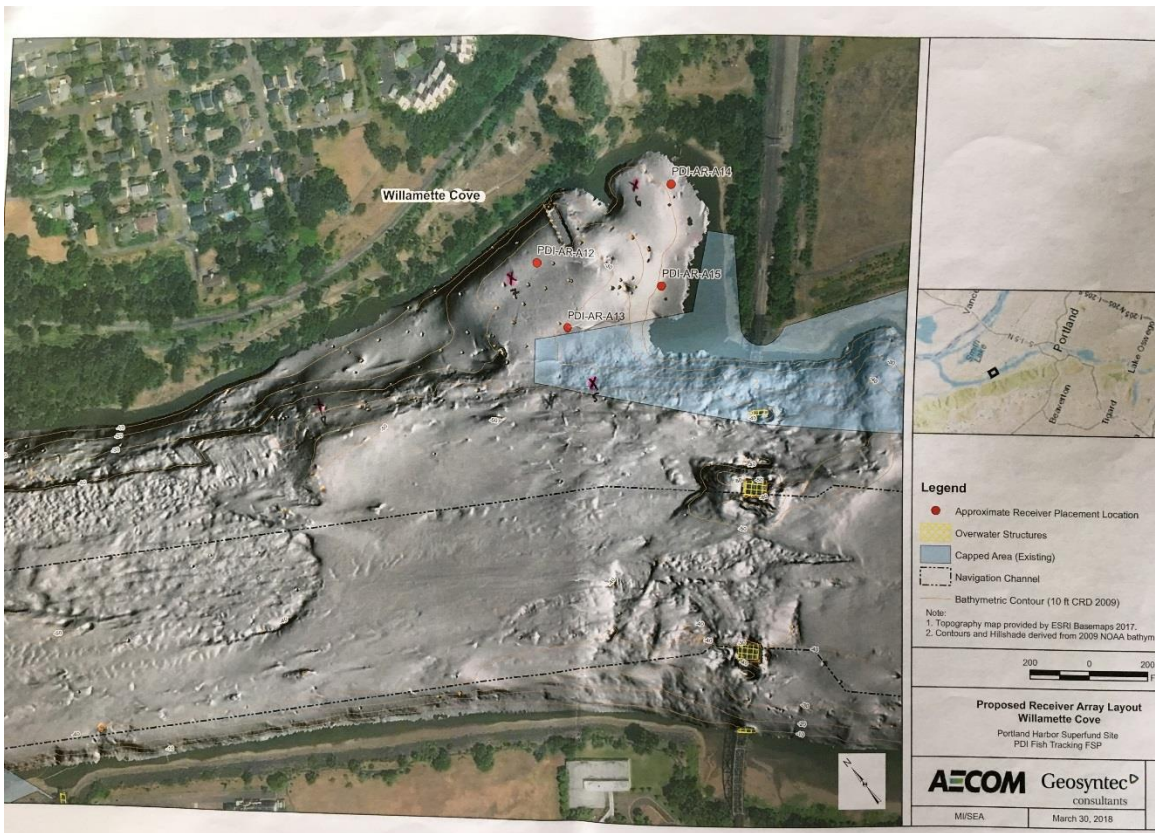 Willamette Cove
PDI-AR-A14
PDI-AR-A12
PDI-AR-A15
PDI-AR-A13
Portland
Lake Oswego
Beaverton
Tigard
Legend
Approximate Receiver Placement Location
Overwater Structures
Capped Area (Existing)
Navigation Channel
Bathymetric Contour (10 ft CRD 2009)
Note:
1. Topography map provided by ESRI Basemaps 2017.
2. Contours and Hillshade derived from 2009 NOAA bathym
200 0 200
Proposed Receiver Array Layout
Willamette Cove
Portland Harbor Superfund Site
PDI Fish Tracking FSP
N
AECOM
Geosyntec
consultants
MI/SEA
March 30, 2018